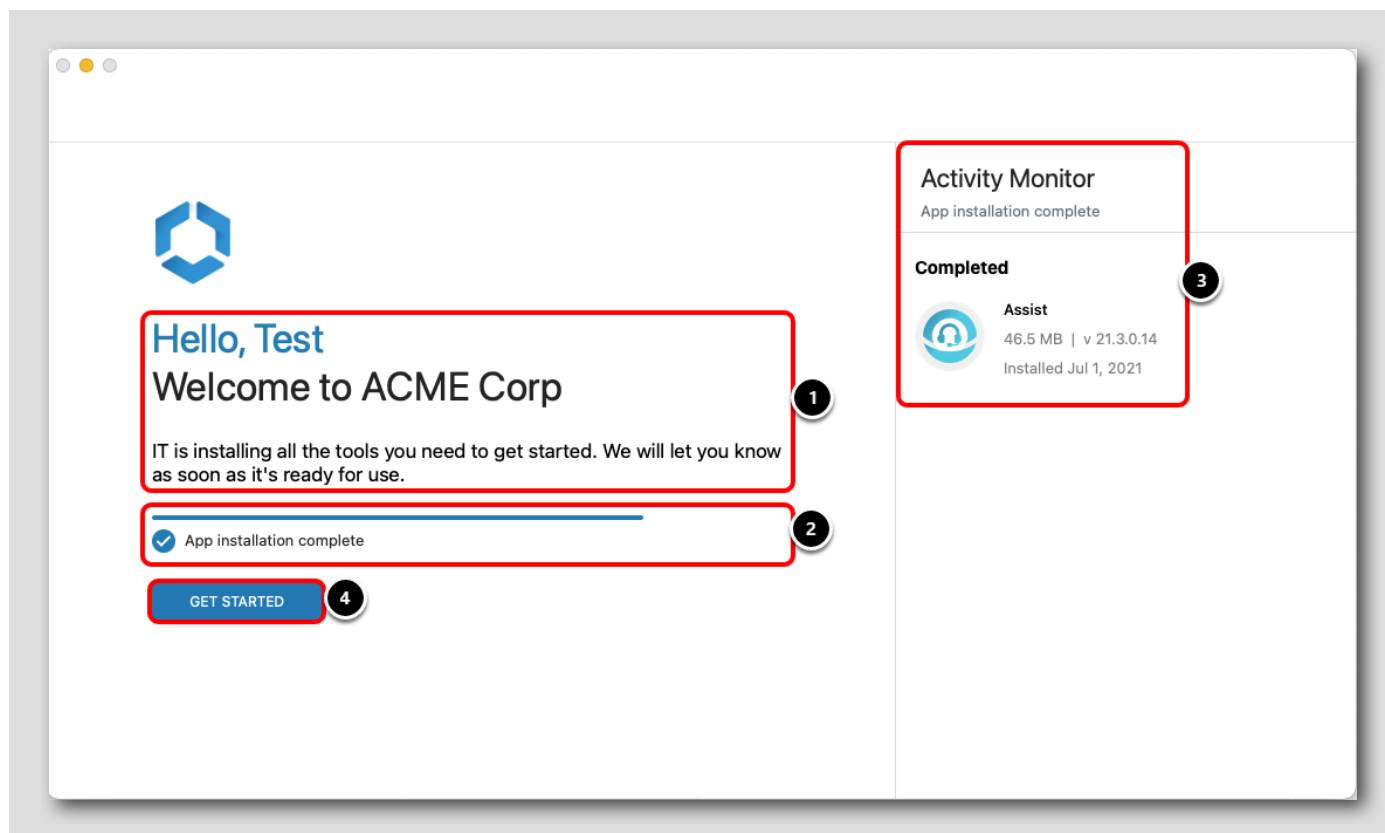 Hello, Test
Welcome to ACME Corp
IT is installing all the tools you need to get started. We will let you know
as soon as it's ready for use.
1
App installation complete
2
GET STARTED
4
Activity Monitor
App installation complete
Completed
3
Assist
46.5 MB | v 21.3.0.14
Installed Jul 1, 2021